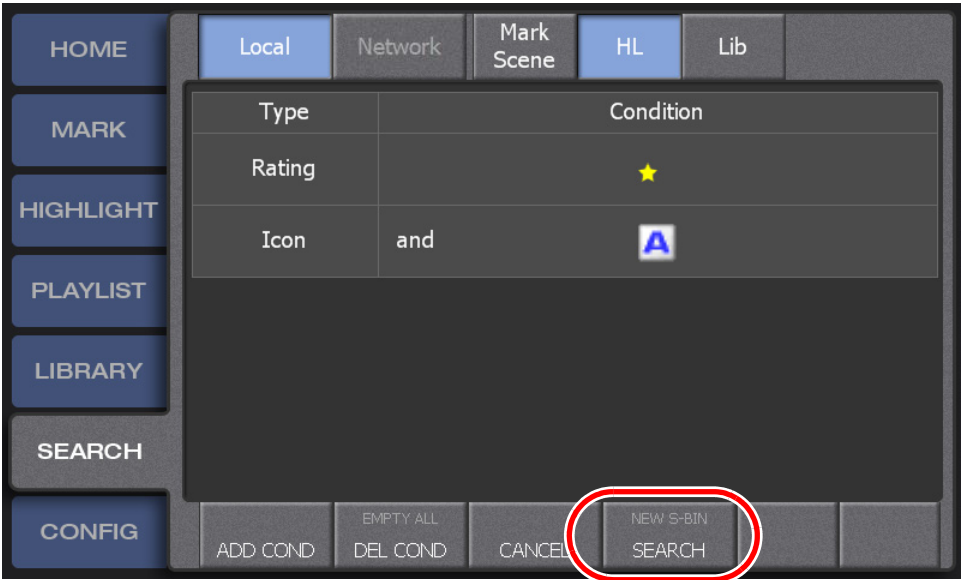 HOME
MARK
HIGHLIGHT
PLAYLIST
LIBRARY
SEARCH
CONFIG
Local Network Mark Scene HL Lib
Type Condition
Rating
Icon and A
EMPTY ALL NEW S-BIN
ADD COND DEL COND CANCEL SEARCH